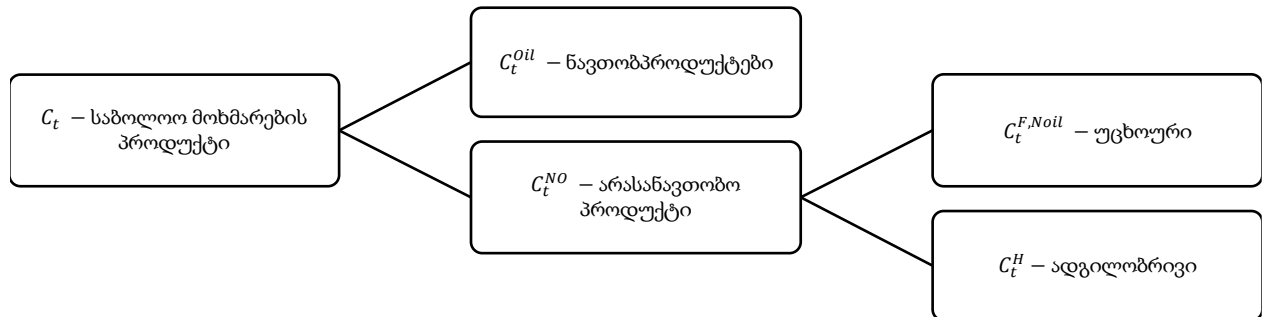 C_t^{Oil} – ნავთობპროდუქტები
C_t – საბოლოო მოხმარების
პროდუქტი
C_t^{NO} – არასანავთობო
პროდუქტი
C_t^{F,Noil} – უცხოური
C_t^H – ადგილობრივი